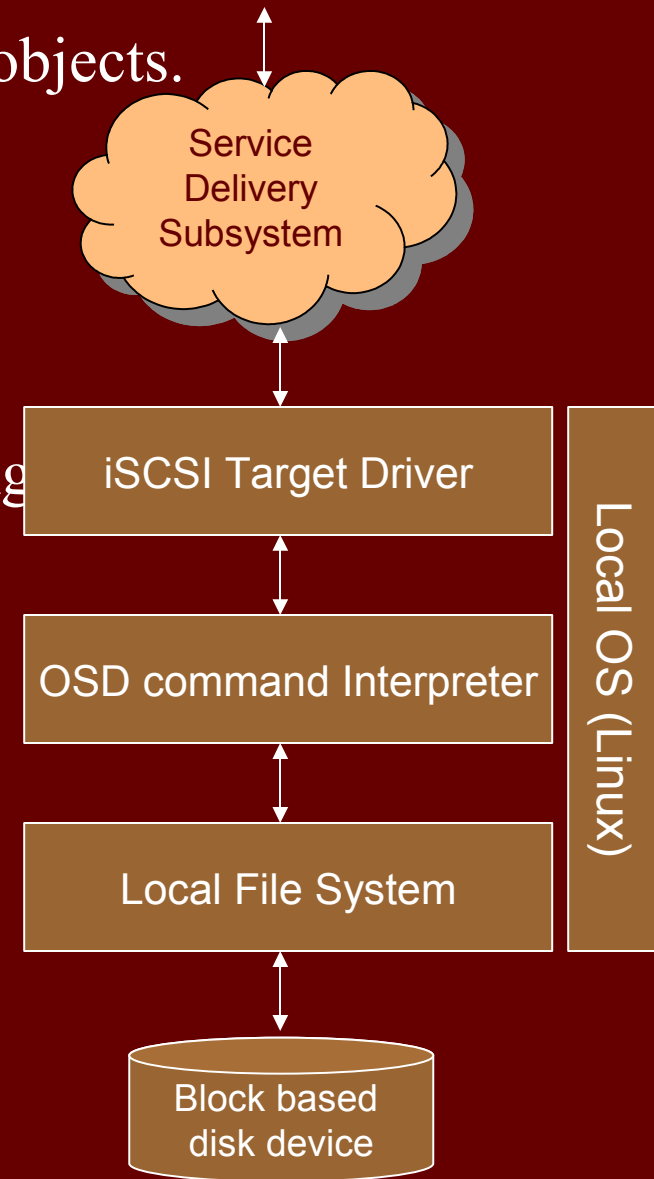 objects.
Service
Delivery
Subsystem
iSCSI Target Driver
OSD command Interpreter
Local File System
Local OS (Linux)
Block based
disk device